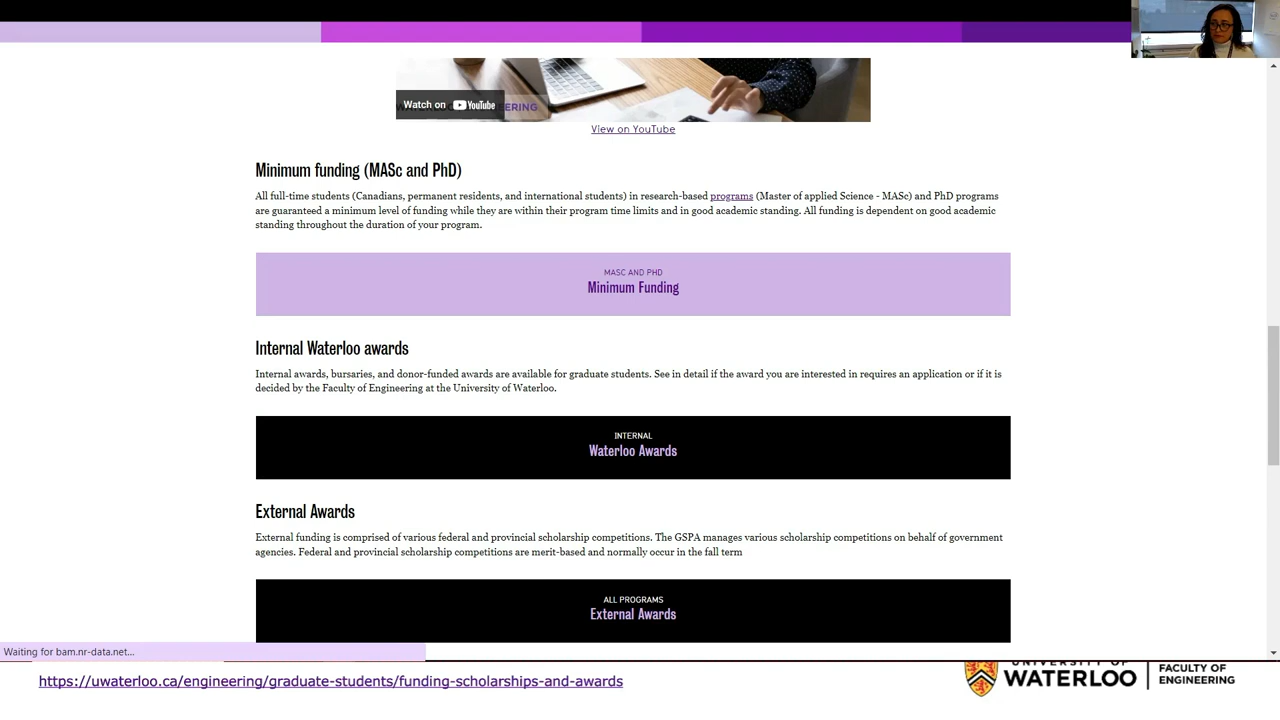 Watch on YouTube
ERING
View on YouTube
Minimum funding (MASc and PhD)
All full-time students (Canadians, permanent residents, and international students) in research-based programs (Master of applied Science - MASc) and PhD programs
are guaranteed a minimum level of funding while they are within their program time limits and in good academic standing. All funding is dependent on good academic
standing throughout the duration of your program.
MASC AND PHD
Minimum Funding
Internal Waterloo awards
Internal awards, bursaries, and donor-funded awards are available for graduate students. See in detail if the award you are interested in requires an application or if it is
decided by the Faculty of Engineering at the University of Waterloo.
INTERNAL
Waterloo Awards
External Awards
External funding is comprised of various federal and provincial scholarship competitions. The GSPA manages various scholarship competitions on behalf of government
agencies. Federal and provincial scholarship competitions are merit-based and normally occur in the fall term
ALL PROGRAMS
External Awards
Waiting for bam.nr-data.net...
https://uwaterloo.ca/engineering/graduate-students/funding-scholarships-and-awards
UNIVERSITY OF
WATERLOO
FACULTY OF
ENGINEERING